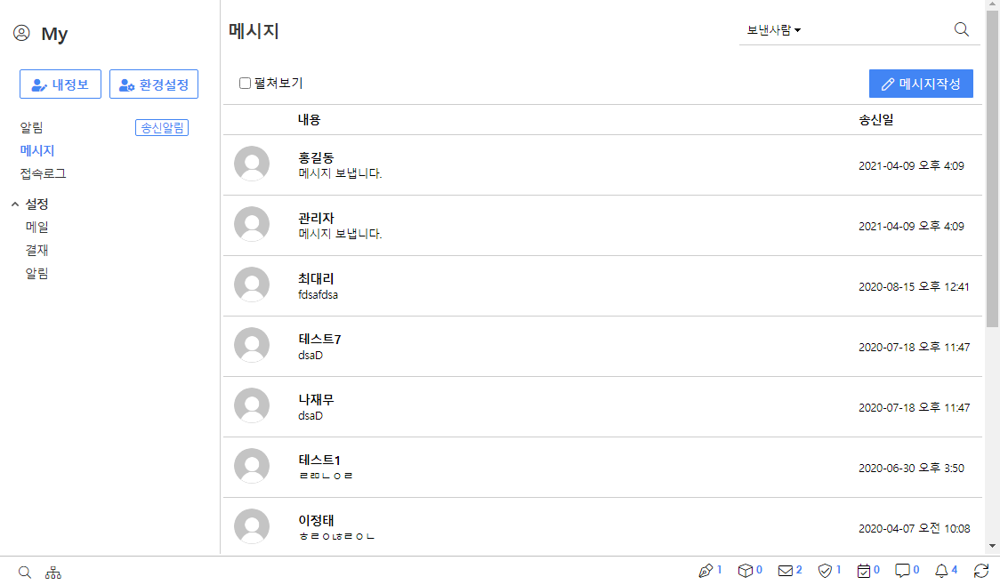 My
내정보 환경설정
알림 송신알림
메시지
접속로그
설정
메일
결재
알림
메시지
보낸사람
펼쳐보기
메시지작성
내용 송신일
홍길동
메시지 보냅니다.
2021-04-09 오후 4:09
관리자
메시지 보냅니다.
2021-04-09 오후 4:09
최대리
fdsafdsa
2020-08-15 오후 12:41
테스트7
dsaD
2020-07-18 오후 11:47
나재무
dsaD
2020-07-18 오후 11:47
테스트1
2020-06-30 오후 3:50
이정태
2020-04-07 오전 10:08
1 0 2 1 0 0 4